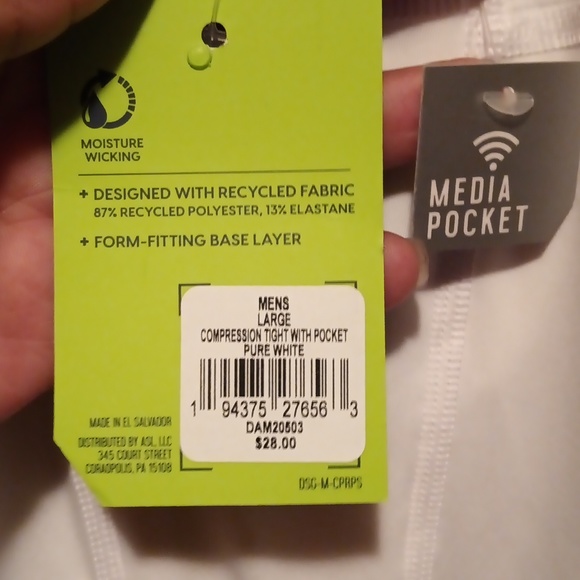 MOISTURE
WICKING
+ DESIGNED WITH RECYCLED FABRIC
87% RECYCLED POLYESTER, 13% ELASTANE
+ FORM-FITTING BASE LAYER
MENS
LARGE
COMPRESSION TIGHT WITH POCKET
PURE WHITE
1 94375 27656 3
DAM20503
$28.00
MADE IN EL SALVADOR
DISTRIBUTED BY ASI, LLC
345 COURT STREET
CORAOPOLIS, PA 15108
DSG-M-CPRPS
MEDIA
POCKET